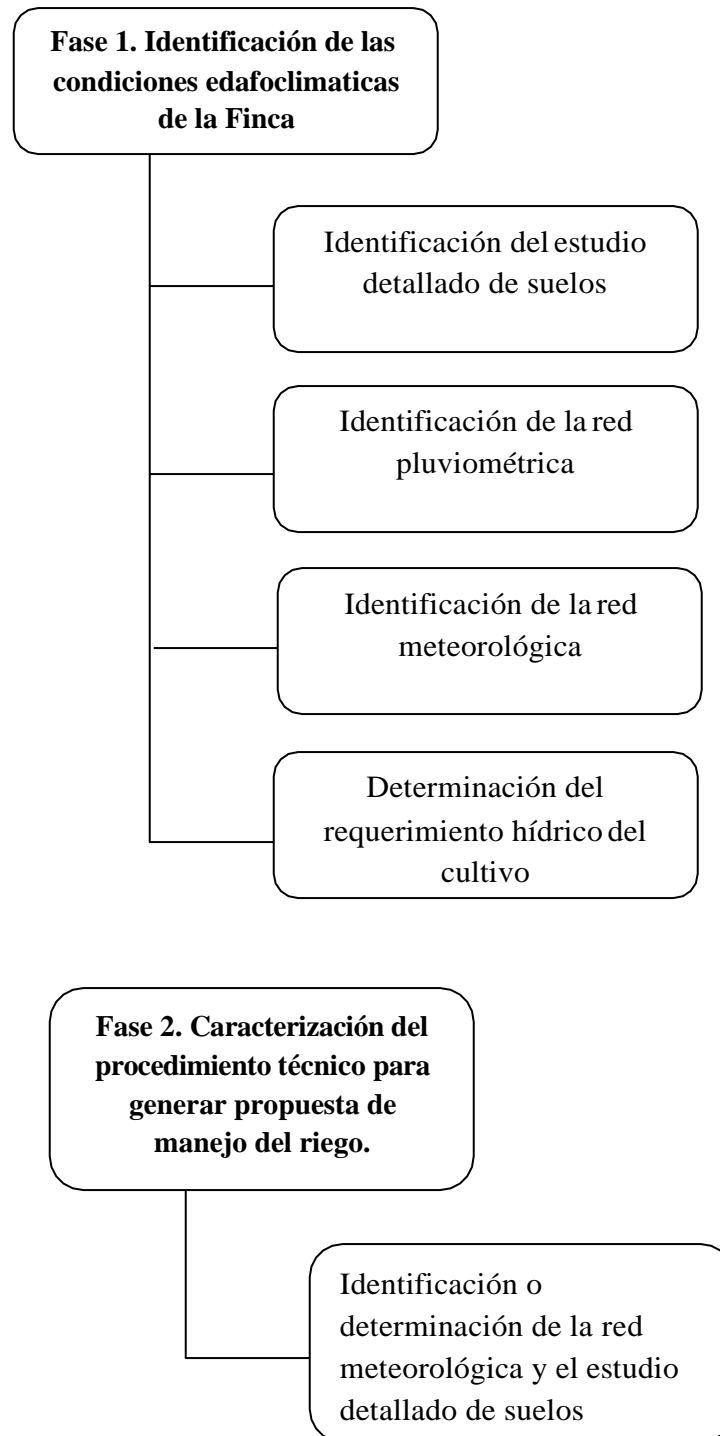 Fase 1. Identificación de las
condiciones edafoclimaticas
de la Finca
Identificación del estudio
detallado de suelos
Identificación de la red
pluviométrica
Identificación de la red
meteorológica
Determinación del
requerimiento hídrico del
cultivo
Fase 2. Caracterización del
procedimiento técnico para
generar propuesta de
manejo del riego.
Identificación o
determinación de la red
meteorológica y el estudio
detallado de suelos